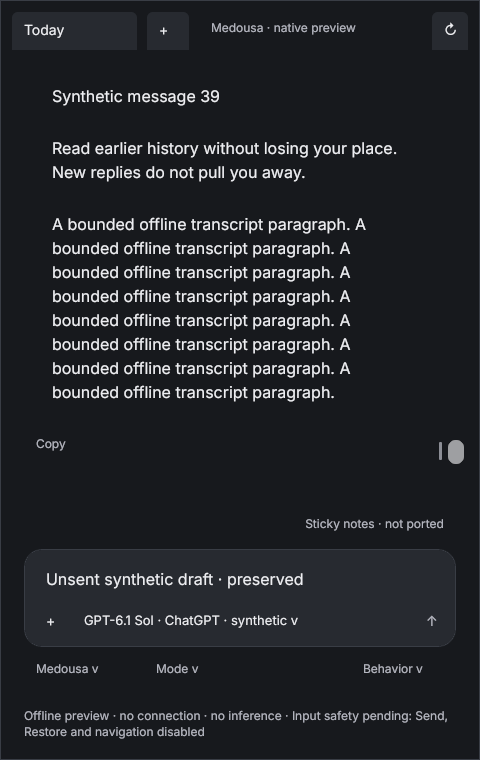 Today
+
Medousa · native preview
Synthetic message 39
Read earlier history without losing your place.
New replies do not pull you away.
A bounded offline transcript paragraph. A
bounded offline transcript paragraph. A
bounded offline transcript paragraph. A
bounded offline transcript paragraph. A
bounded offline transcript paragraph. A
bounded offline transcript paragraph. A
bounded offline transcript paragraph. A
bounded offline transcript paragraph.
Copy
Sticky notes · not ported
Unsent synthetic draft · preserved
+
GPT-6.1 Sol · ChatGPT · synthetic v
Medousa v
Mode v
Behavior v
Offline preview · no connection · no inference · Input safety pending: Send,
Restore and navigation disabled